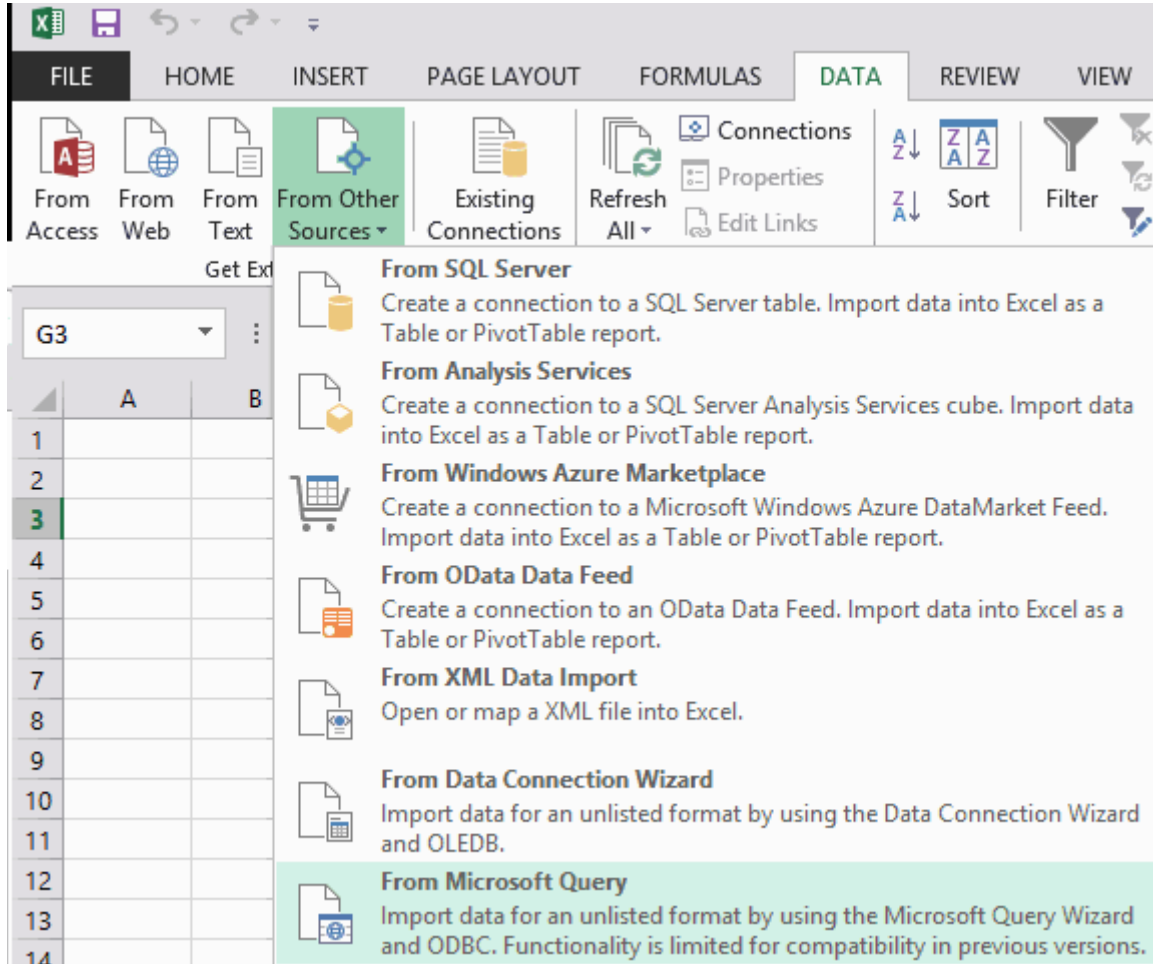 FILE HOME INSERT PAGE LAYOUT FORMULAS DATA REVIEW VIEW
From Access
From Web
From Text
From Other Sources
Existing Connections
Refresh All
Connections
Properties
Edit Links
Sort
Filter
Get Ext
G3
A B
1
2
3
4
5
6
7
8
9
10
11
12
13
14
From SQL Server
Create a connection to a SQL Server table. Import data into Excel as a
Table or PivotTable report.
From Analysis Services
Create a connection to a SQL Server Analysis Services cube. Import data
into Excel as a Table or PivotTable report.
From Windows Azure Marketplace
Create a connection to a Microsoft Windows Azure DataMarket Feed.
Import data into Excel as a Table or PivotTable report.
From OData Data Feed
Create a connection to an OData Data Feed. Import data into Excel as a
Table or PivotTable report.
From XML Data Import
Open or map a XML file into Excel.
From Data Connection Wizard
Import data for an unlisted format by using the Data Connection Wizard
and OLEDB.
From Microsoft Query
Import data for an unlisted format by using the Microsoft Query Wizard
and ODBC. Functionality is limited for compatibility in previous versions.